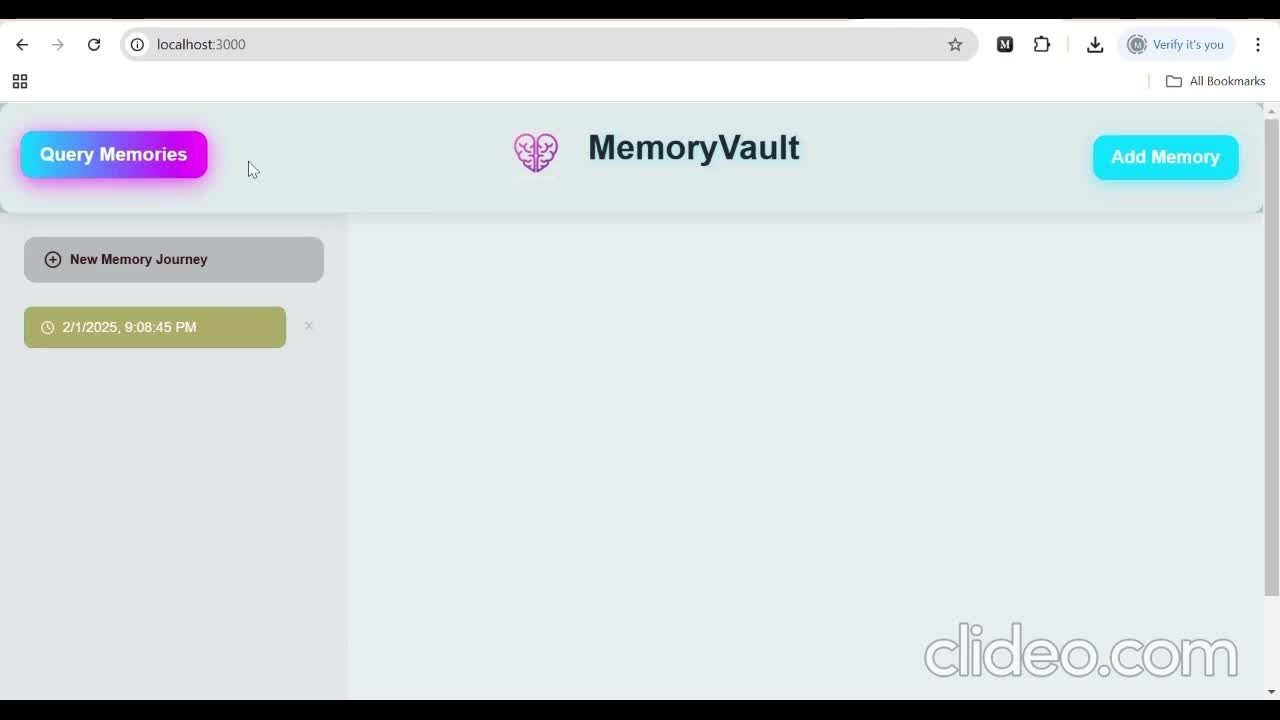 localhost:3000
M
M
Verify it's you
All Bookmarks
Query Memories
MemoryVault
Add Memory
New Memory Journey
2/1/2025, 9:08:45 PM
×
clideo.com